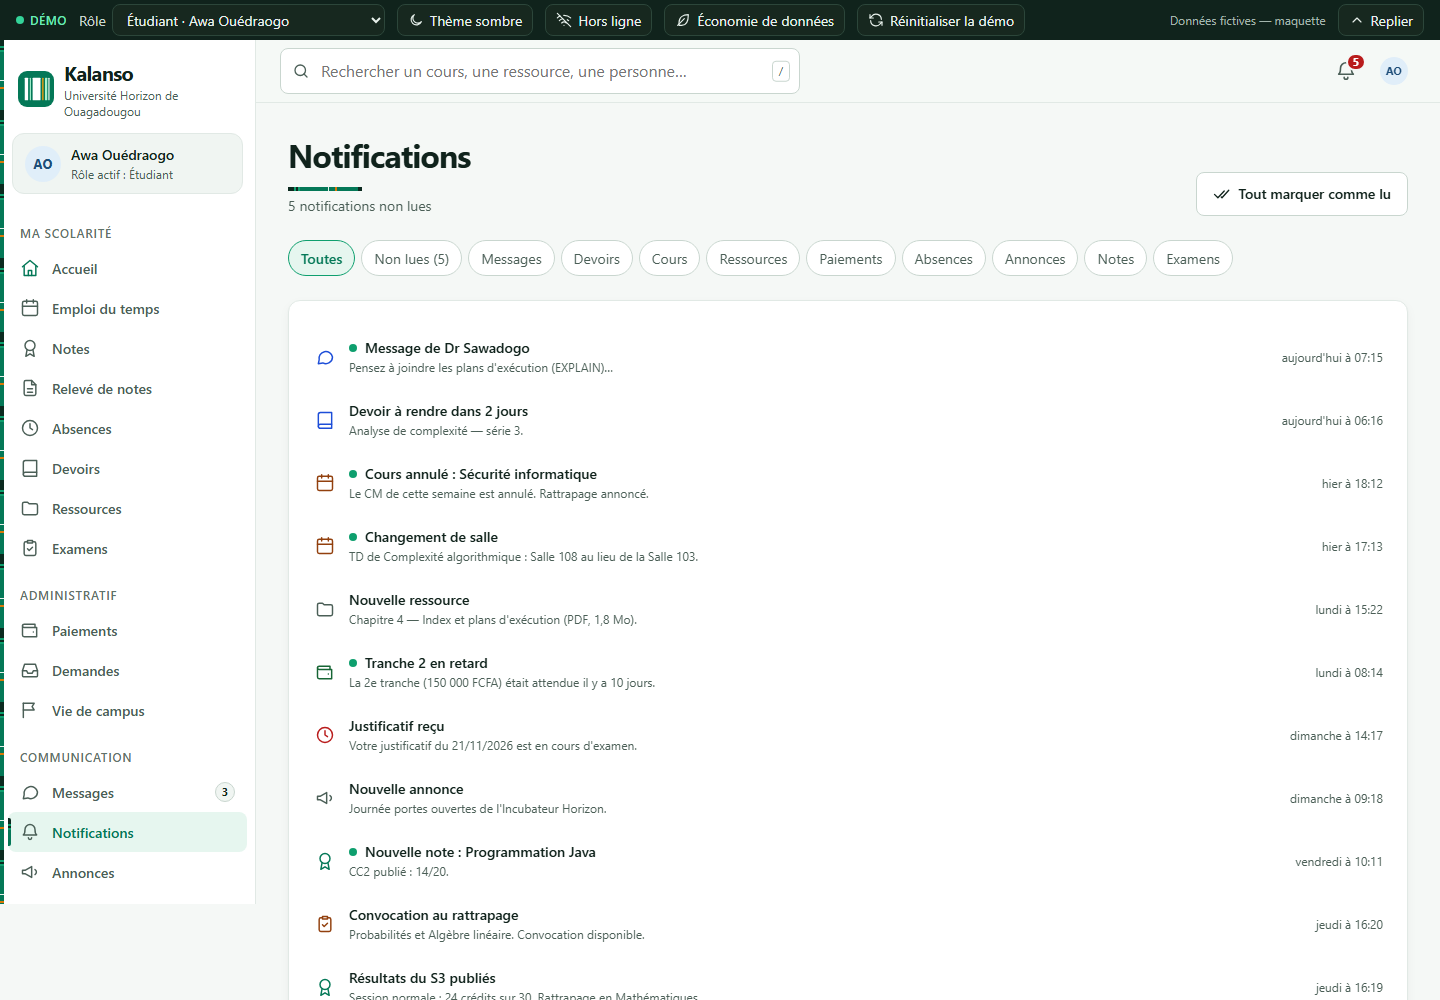 DÉMO Rôle Étudiant · Awa Ouédraogo Thème sombre Hors ligne Économie de données Réinitialiser la démo Données fictives — maquette Replier
Kalanso
Université Horizon de
Ouagadougou
Rechercher un cours, une ressource, une personne... /
5
AO
AO
Awa Ouédraogo
Rôle actif : Étudiant
MA SCOLARITÉ
Accueil
Emploi du temps
Notes
Relevé de notes
Absences
Devoirs
Ressources
Examens
ADMINISTRATIF
Paiements
Demandes
Vie de campus
COMMUNICATION
Messages 3
Notifications
Annonces
Notifications
5 notifications non lues
Tout marquer comme lu
Toutes Non lues (5) Messages Devoirs Cours Ressources Paiements Absences Annonces Notes Examens
Message de Dr Sawadogo
Pensez à joindre les plans d'exécution (EXPLAIN)...
aujourd'hui à 07:15
Devoir à rendre dans 2 jours
Analyse de complexité — série 3.
aujourd'hui à 06:16
Cours annulé : Sécurité informatique
Le CM de cette semaine est annulé. Rattrapage annoncé.
hier à 18:12
Changement de salle
TD de Complexité algorithmique : Salle 108 au lieu de la Salle 103.
hier à 17:13
Nouvelle ressource
Chapitre 4 — Index et plans d'exécution (PDF, 1,8 Mo).
lundi à 15:22
Tranche 2 en retard
La 2e tranche (150 000 FCFA) était attendue il y a 10 jours.
lundi à 08:14
Justificatif reçu
Votre justificatif du 21/11/2026 est en cours d'examen.
dimanche à 14:17
Nouvelle annonce
Journée portes ouvertes de l'Incubateur Horizon.
dimanche à 09:18
Nouvelle note : Programmation Java
CC2 publié : 14/20.
vendredi à 10:11
Convocation au rattrapage
Probabilités et Algèbre linéaire. Convocation disponible.
jeudi à 16:20
Résultats du S3 publiés
Session normale : 24 crédits sur 30. Rattrapage en Mathématiques
jeudi à 16:19